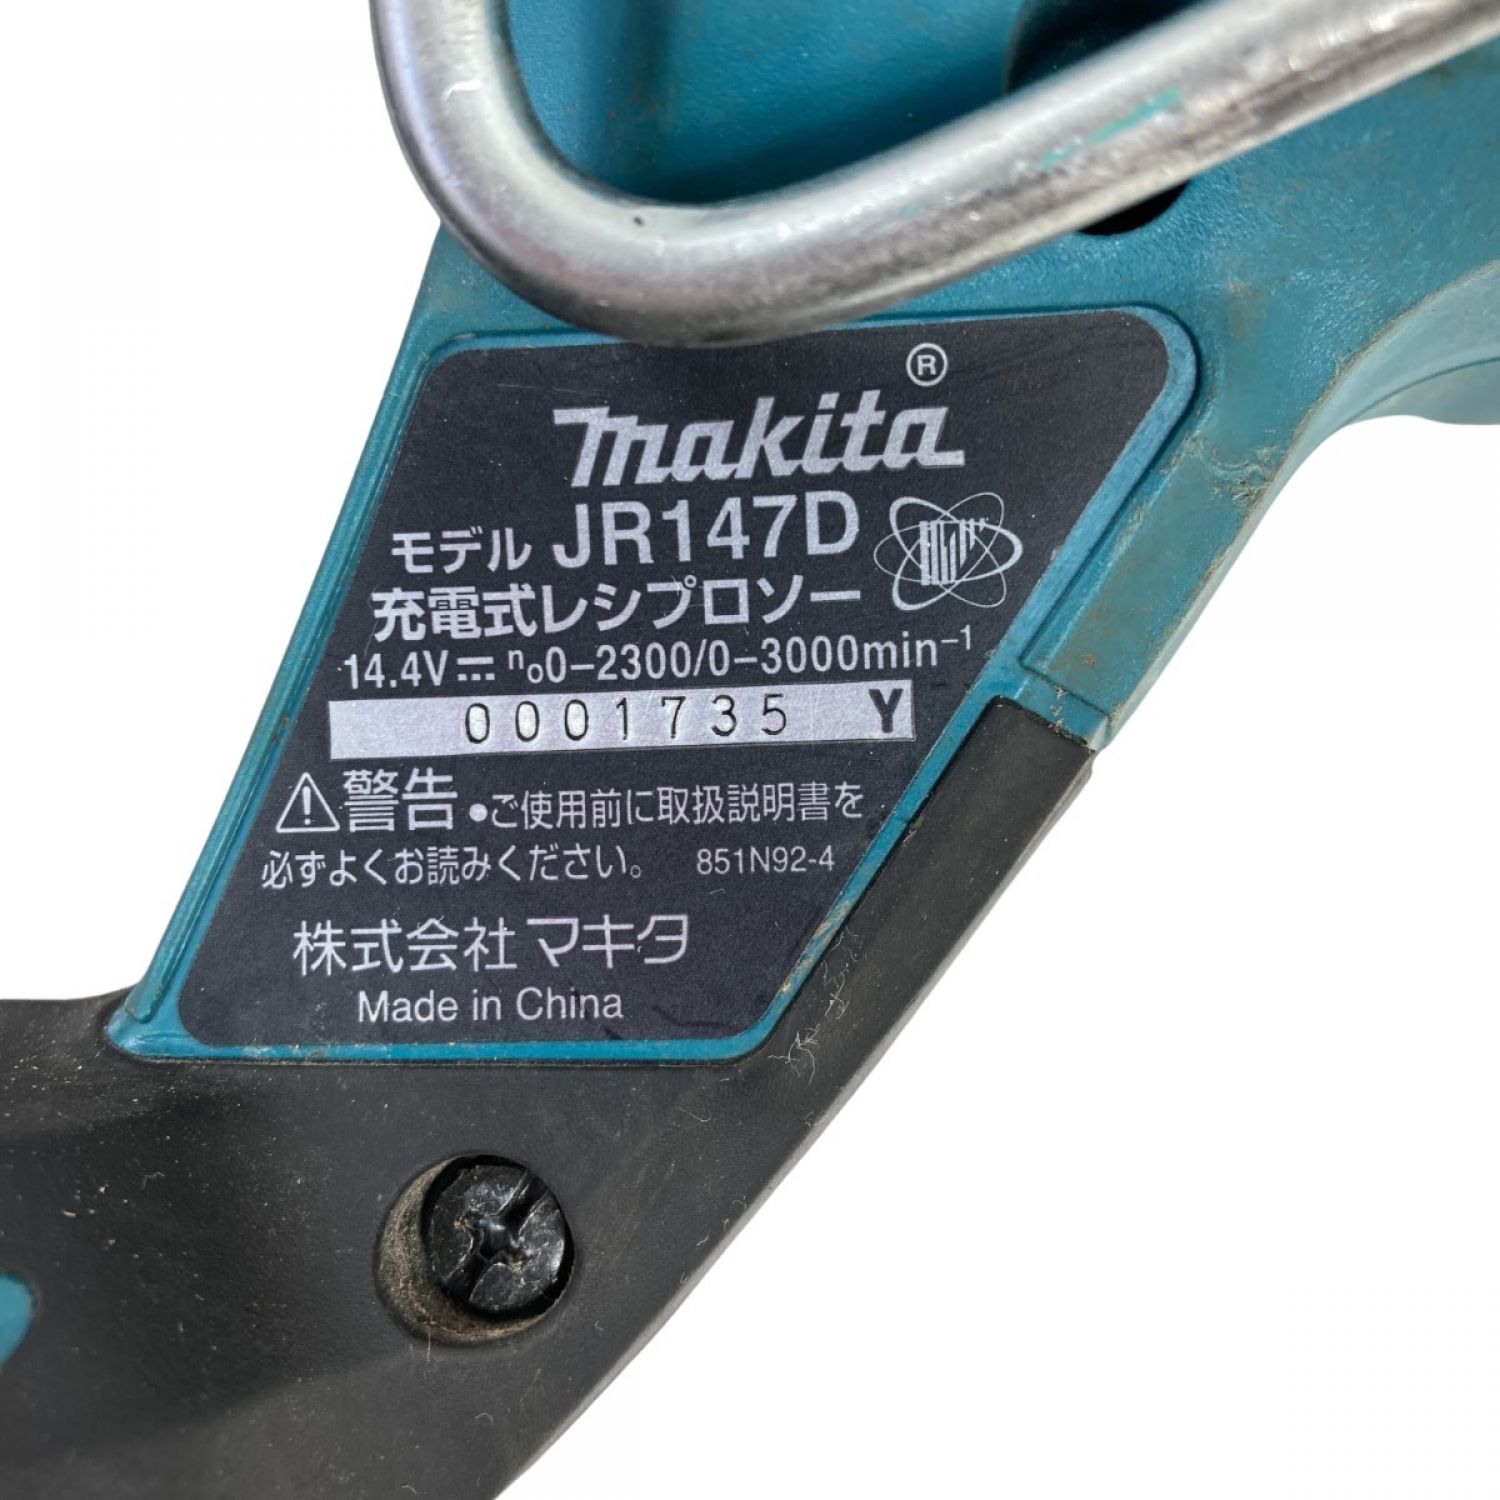 makita®
モデル JR147D
充電式レシプロソー
14.4V⎓ n₀0-2300/0-3000min⁻¹
0001735 Y
⚠警告 ●ご使用前に取扱説明書を
必ずよくお読みください。 851N92-4
株式会社マキタ
Made in China